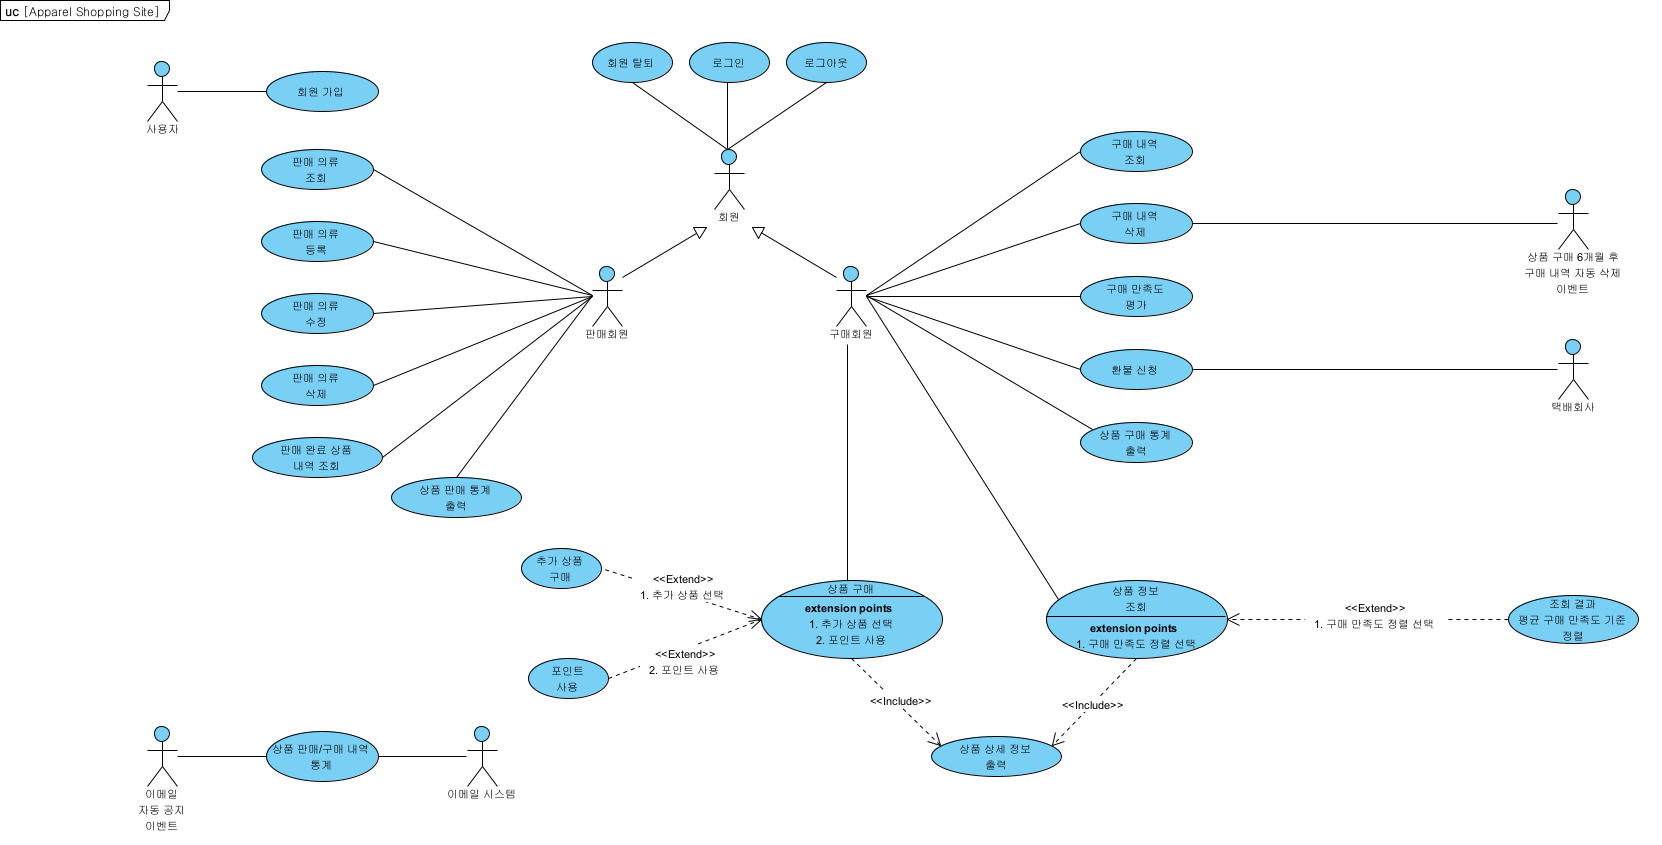 uc [Apparel Shopping Site]
회원 탈퇴
로그인
로그아웃
사용자
회원 가입
회원
판매 의류
조회
판매 의류
등록
판매 의류
수정
판매 의류
삭제
판매 완료 상품
내역 조회
상품 판매 통계
출력
판매회원
구매회원
구매 내역
조회
구매 내역
삭제
구매 만족도
평가
환불 신청
상품 구매 통계
출력
상품 구매 6개월 후
구매 내역 자동 삭제
이벤트
택배회사
추가 상품
구매
<<Extend>>
1. 추가 상품 선택
포인트
사용
<<Extend>>
2. 포인트 사용
상품 구매
extension points
1. 추가 상품 선택
2. 포인트 사용
상품 정보
조회
extension points
1. 구매 만족도 정렬 선택
<<Extend>>
1. 구매 만족도 정렬 선택
조회 결과
평균 구매 만족도 기준
정렬
<<Include>>
<<Include>>
상품 상세 정보
출력
이메일
자동 공지
이벤트
상품 판매/구매 내역
통계
이메일 시스템